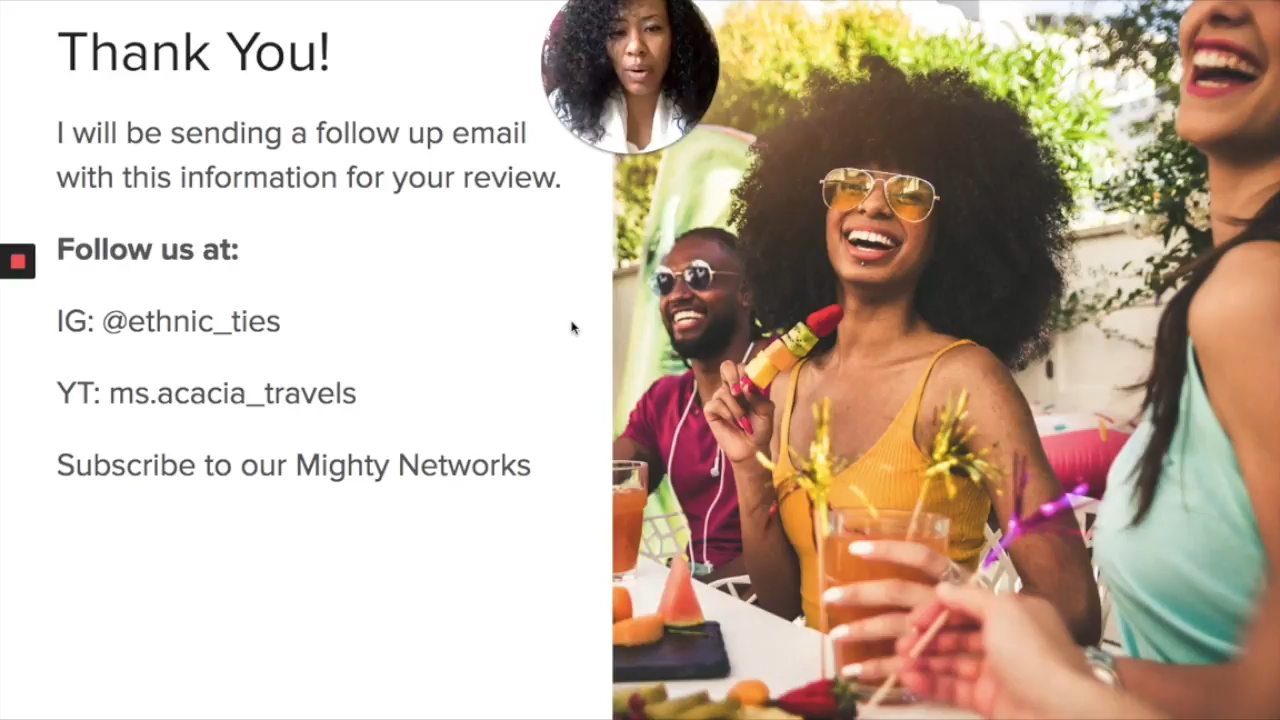 Thank You!
I will be sending a follow up email
with this information for your review.
Follow us at:
IG: @ethnic_ties
YT: ms.acacia_travels
Subscribe to our Mighty Networks